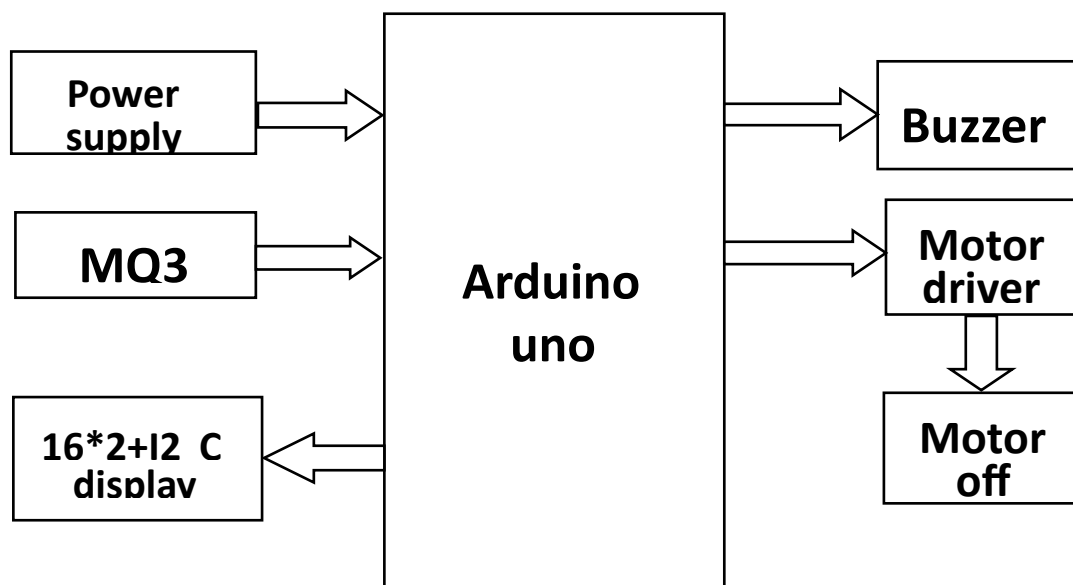 Power
supply
MQ3
16*2+I2 C
display
Arduino
uno
Buzzer
Motor
driver
Motor
off